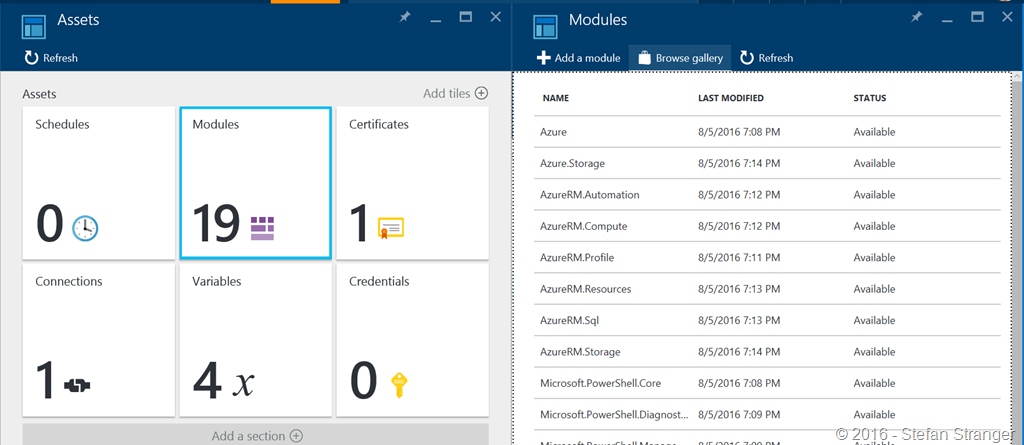 Assets
Refresh
Assets
Add tiles
Schedules
Modules
Certificates
0
19
1
Connections
Variables
Credentials
1
4 x
0
Add a section
Modules
Add a module
Browse gallery
Refresh
NAME LAST MODIFIED STATUS
Azure 8/5/2016 7:08 PM Available
Azure.Storage 8/5/2016 7:14 PM Available
AzureRM.Automation 8/5/2016 7:12 PM Available
AzureRM.Compute 8/5/2016 7:12 PM Available
AzureRM.Profile 8/5/2016 7:11 PM Available
AzureRM.Resources 8/5/2016 7:13 PM Available
AzureRM.Sql 8/5/2016 7:13 PM Available
AzureRM.Storage 8/5/2016 7:14 PM Available
Microsoft.PowerShell.Core 8/5/2016 7:08 PM Available
Microsoft.PowerShell.Diagnost... 8/5/2016 7:09 PM Available
© 2016 - Stefan Stranger